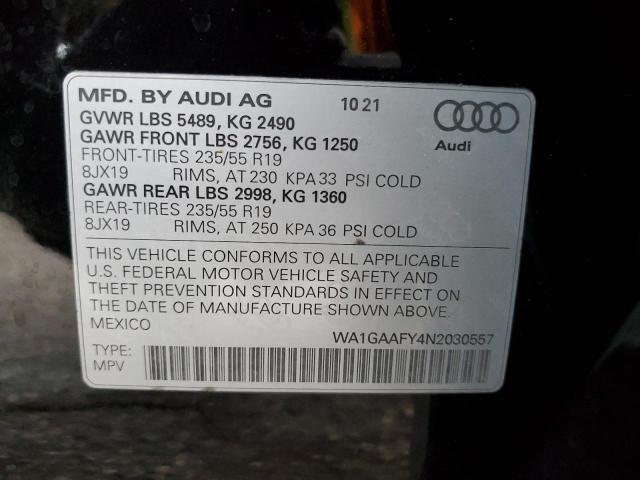 MFD. BY AUDI AG 10 21
GVWR LBS 5489, KG 2490
GAWR FRONT LBS 2756, KG 1250
FRONT-TIRES 235/55 R19
8JX19 RIMS, AT 230 KPA 33 PSI COLD
GAWR REAR LBS 2998, KG 1360
REAR-TIRES 235/55 R19
8JX19 RIMS, AT 250 KPA 36 PSI COLD
Audi
THIS VEHICLE CONFORMS TO ALL APPLICABLE
U.S. FEDERAL MOTOR VEHICLE SAFETY AND
THEFT PREVENTION STANDARDS IN EFFECT ON
THE DATE OF MANUFACTURE SHOWN ABOVE.
MEXICO
WA1GAAFY4N2030557
TYPE:
MPV